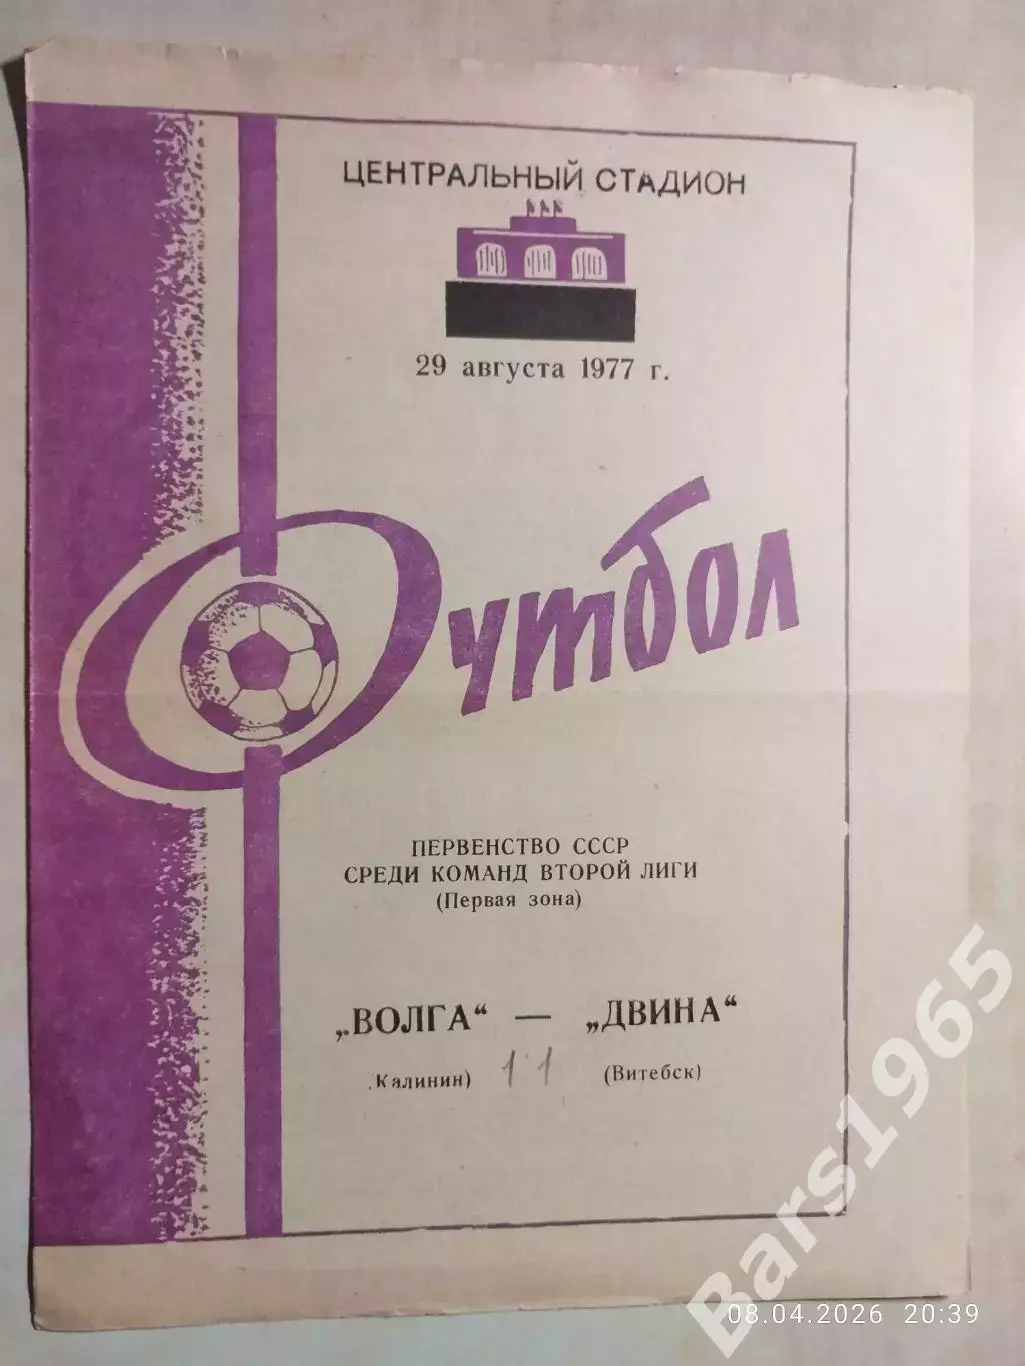 ЦЕНТРАЛЬНЫЙ СТАДИОН
29 августа 1977 г.
Футбол
ПЕРВЕНСТВО СССР
СРЕДИ КОМАНД ВТОРОЙ ЛИГИ
(Первая зона)
„ВОЛГА“ — „ДВИНА“
Калинин) 1 1 (Витебск)
Bars1965
08.04.2026 20:39